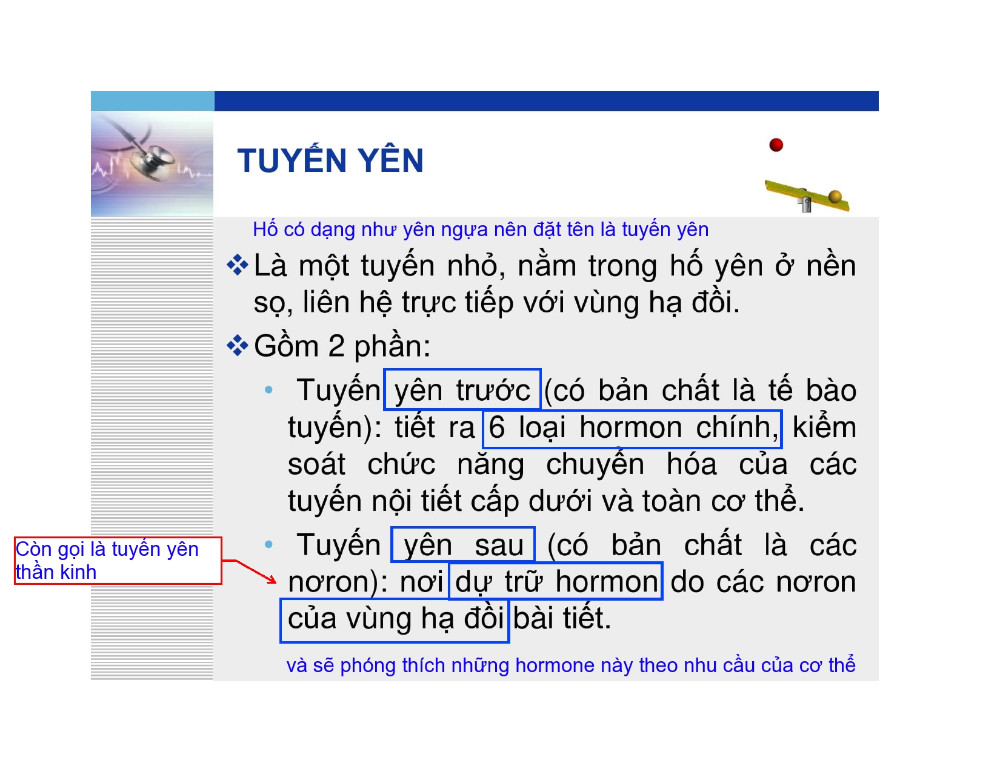 TUYẾN YÊN
Hố có dạng như yên ngựa nên đặt tên là tuyến yên
❖Là một tuyến nhỏ, nằm trong hố yên ở nền
sọ, liên hệ trực tiếp với vùng hạ đồi.
❖Gồm 2 phần:
• Tuyến yên trước (có bản chất là tế bào
tuyến): tiết ra 6 loại hormon chính, kiểm
soát chức năng chuyển hóa của các
tuyến nội tiết cấp dưới và toàn cơ thể.
• Tuyến yên sau (có bản chất là các
nơron): nơi dự trữ hormon do các nơron
của vùng hạ đồi bài tiết.
Còn gọi là tuyến yên
thần kinh
và sẽ phóng thích những hormone này theo nhu cầu của cơ thể